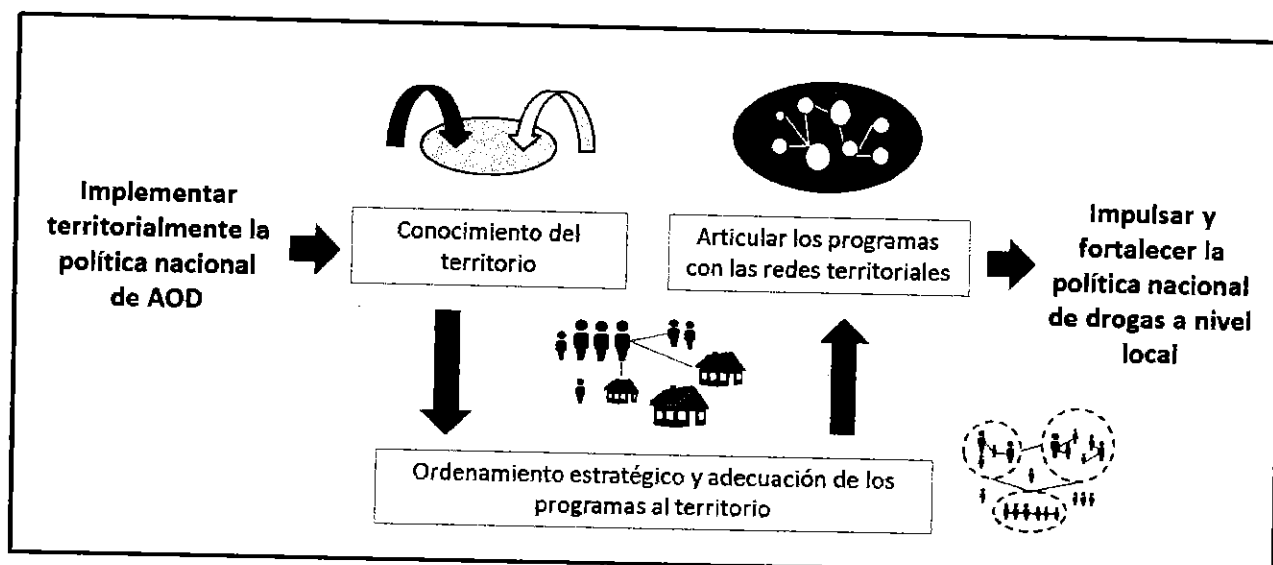 Implementar
territorialmente la
política nacional
de AOD
Conocimiento del
territorio
Articular los programas
con las redes territoriales
Impulsar y
fortalecer la
política nacional
de drogas a nivel
local
Ordenamiento estratégico y adecuación de los
programas al territorio